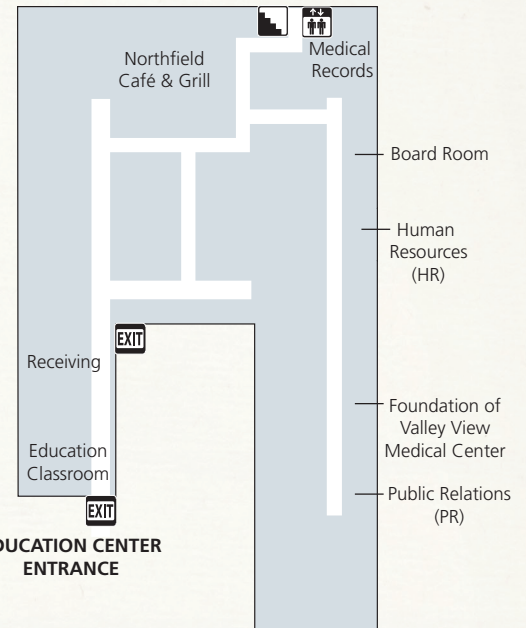 Northfield
Café & Grill
Medical
Records
Board Room
Human
Resources
(HR)
EXIT
Receiving
Foundation of
Valley View
Medical Center
Education
Classroom
Public Relations
(PR)
EXIT
DUCATION CENTER
ENTRANCE